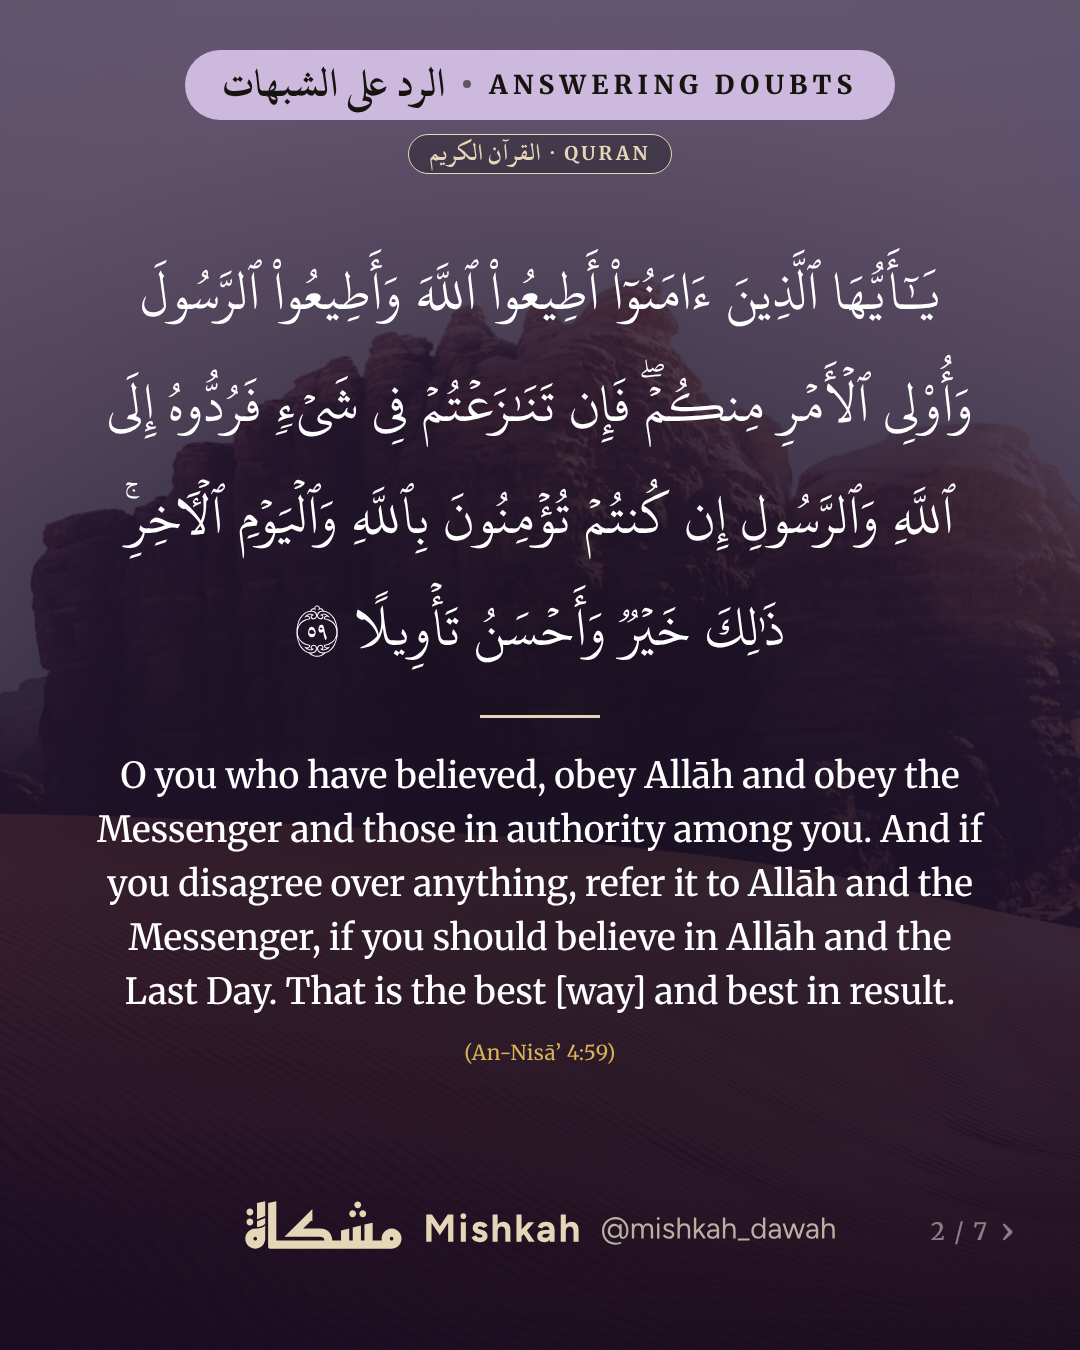 الرد على الشبهات • ANSWERING DOUBTS
القرآن الكريم · QURAN
يَـٰٓأَيُّهَا ٱلَّذِينَ ءَامَنُوٓا۟ أَطِيعُوا۟ ٱللَّهَ وَأَطِيعُوا۟ ٱلرَّسُولَ
وَأُو۟لِى ٱلْأَمْرِ مِنكُمْ ۖ فَإِن تَنَـٰزَعْتُمْ فِى شَىْءٍ فَرُدُّوهُ إِلَى
ٱللَّهِ وَٱلرَّسُولِ إِن كُنتُمْ تُؤْمِنُونَ بِٱللَّهِ وَٱلْيَوْمِ ٱلْـَٔاخِرِ ۚ
ذَٰلِكَ خَيْرٌ وَأَحْسَنُ تَأْوِيلًا ٥٩
O you who have believed, obey Allāh and obey the
Messenger and those in authority among you. And if
you disagree over anything, refer it to Allāh and the
Messenger, if you should believe in Allāh and the
Last Day. That is the best [way] and best in result.
(An-Nisā’ 4:59)
مشكاة Mishkah @mishkah_dawah
2 / 7 ›